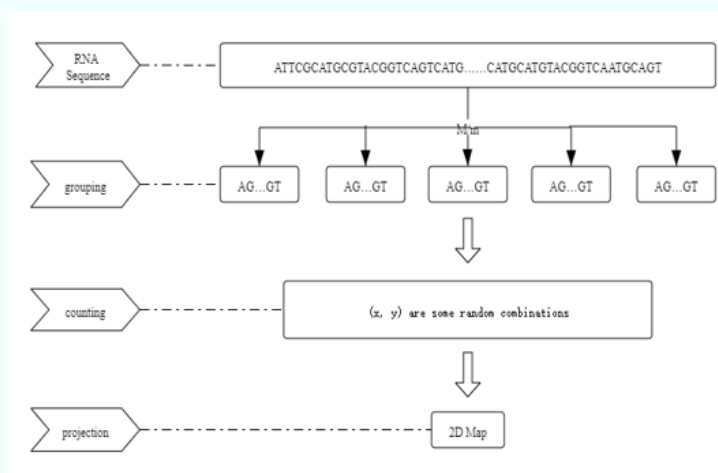 RNA
Sequence
ATTCGCATGCGTACGGTCAGTCATG......CATGCATGTACGGTCAATGCAGT
M/m
grouping
AG...GT
AG...GT
AG...GT
AG...GT
AG...GT
counting
(x, y) are some random combinations
projection
2D Map